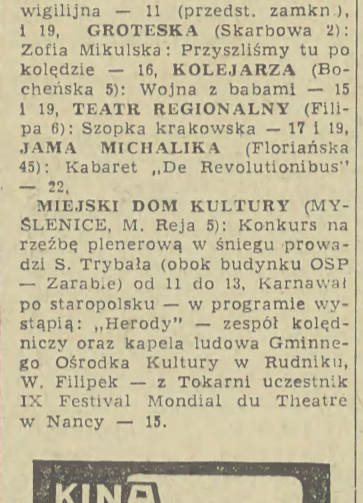 wigilijna — 11 (przedst. zamkn.),
i 19, GROTESKA (Skarbowa 2):
Zofia Mikulska: Przyszliśmy tu po
kolędzie — 16, KOLEJARZA (Bo-
cheńska 5): Wojna z babami — 15
i 19, TEATR REGIONALNY (Fili-
pa 6): Szopka krakowska — 17 i 19,
JAMA MICHALIKA (Floriańska
45): Kabaret „De Revolutionibus"
— 22.
MIEJSKI DOM KULTURY (MY-
ŚLENICE, M. Reja 5): Konkurs na
rzeźbę plenerową w śniegu prowa-
dzi S. Trybała (obok budynku OSP
— Zarabie) od 11 do 13, Karnawał
po staropolsku — w programie wy-
stąpią: „Herody" — zespół kolęd-
niczy oraz kapela ludowa Gminne-
go Ośrodka Kultury w Rudniku,
W. Filipek — z Tokarni uczestnik
IX Festival Mondial du Theatre
w Nancy — 15.
KINA